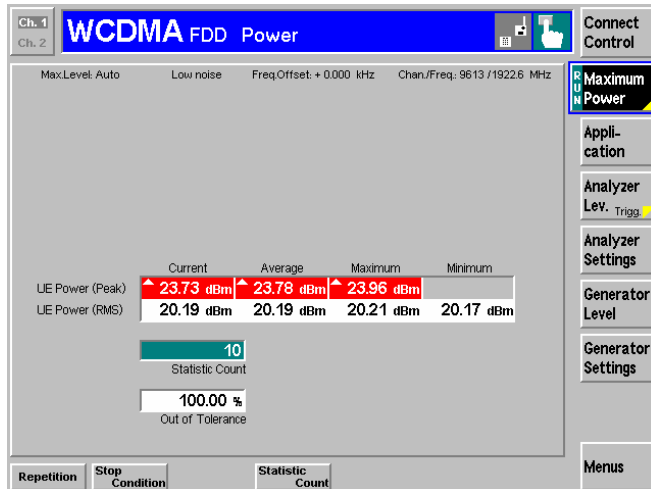 Ch. 1
Ch. 2
WCDMA FDD Power
Connect
Control
Max.Level: Auto Low noise Freq.Offset: + 0.000 kHz Chan./Freq.: 9613 /1922.6 MHz
RUN
Maximum
Power
Appli-
cation
Analyzer
Lev. Trigg.
Analyzer
Settings
Current Average Maximum Minimum
UE Power (Peak) 23.73 dBm 23.78 dBm 23.96 dBm
UE Power (RMS) 20.19 dBm 20.19 dBm 20.21 dBm 20.17 dBm
Generator
Level
10
Statistic Count
Generator
Settings
100.00 %
Out of Tolerance
Repetition
Stop
Condition
Statistic
Count
Menus